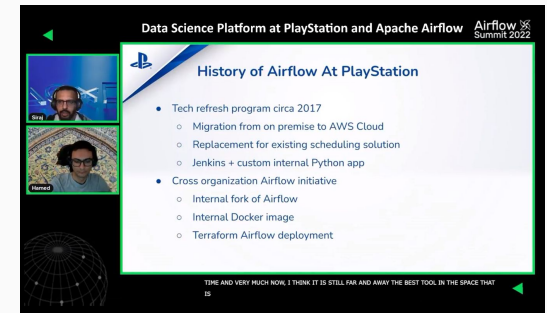 Data Science Platform at PlayStation and Apache Airflow
Airflow
Summit 2022
History of Airflow At PlayStation
Siraj
Hamed
● Tech refresh program circa 2017
○ Migration from on premise to AWS Cloud
○ Replacement for existing scheduling solution
○ Jenkins + custom internal Python app
● Cross organization Airflow initiative
○ Internal fork of Airflow
○ Internal Docker image
○ Terraform Airflow deployment
TIME AND VERY MUCH NOW, I THINK IT IS STILL FAR AND AWAY THE BEST TOOL IN THE SPACE THAT
IS